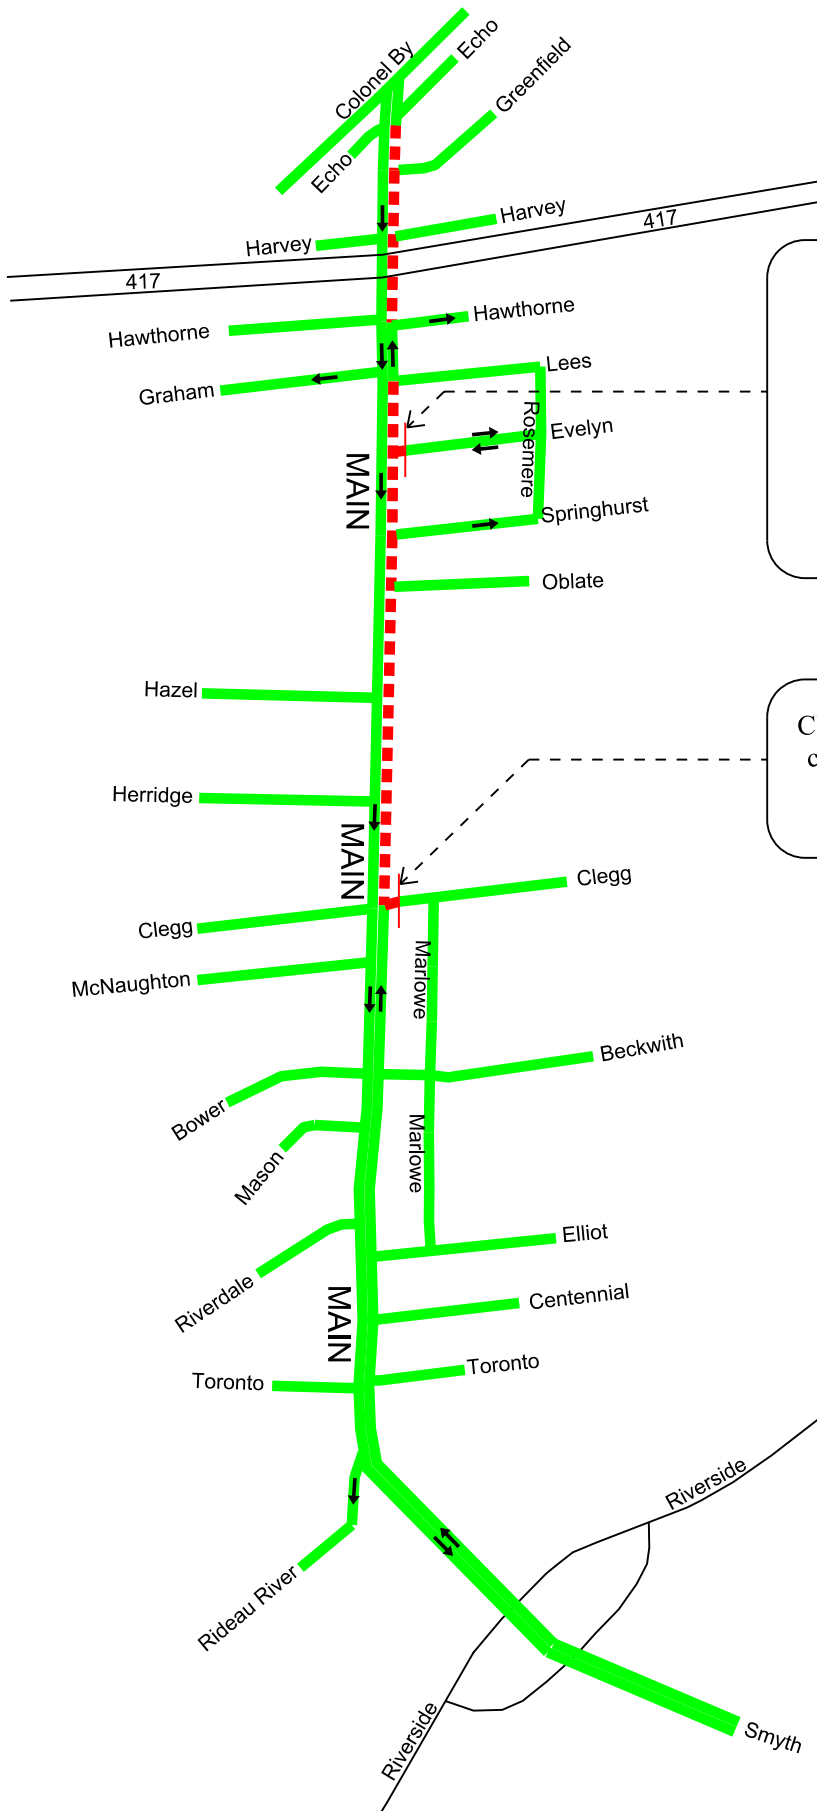 Colonel By
Echo
Greenfield
Echo
Harvey
Harvey
417
417
Hawthorne
Hawthorne
Graham
Lees
Rosemere
Evelyn
MAIN
Springhurst
Oblate
Hazel
C
c
Herridge
MAIN
Clegg
Clegg
Marlowe
McNaughton
Beckwith
Bower
Marlowe
Mason
Elliot
Riverdale
Centennial
MAIN
Toronto
Toronto
Riverside
Rideau River
Riverside
Smyth